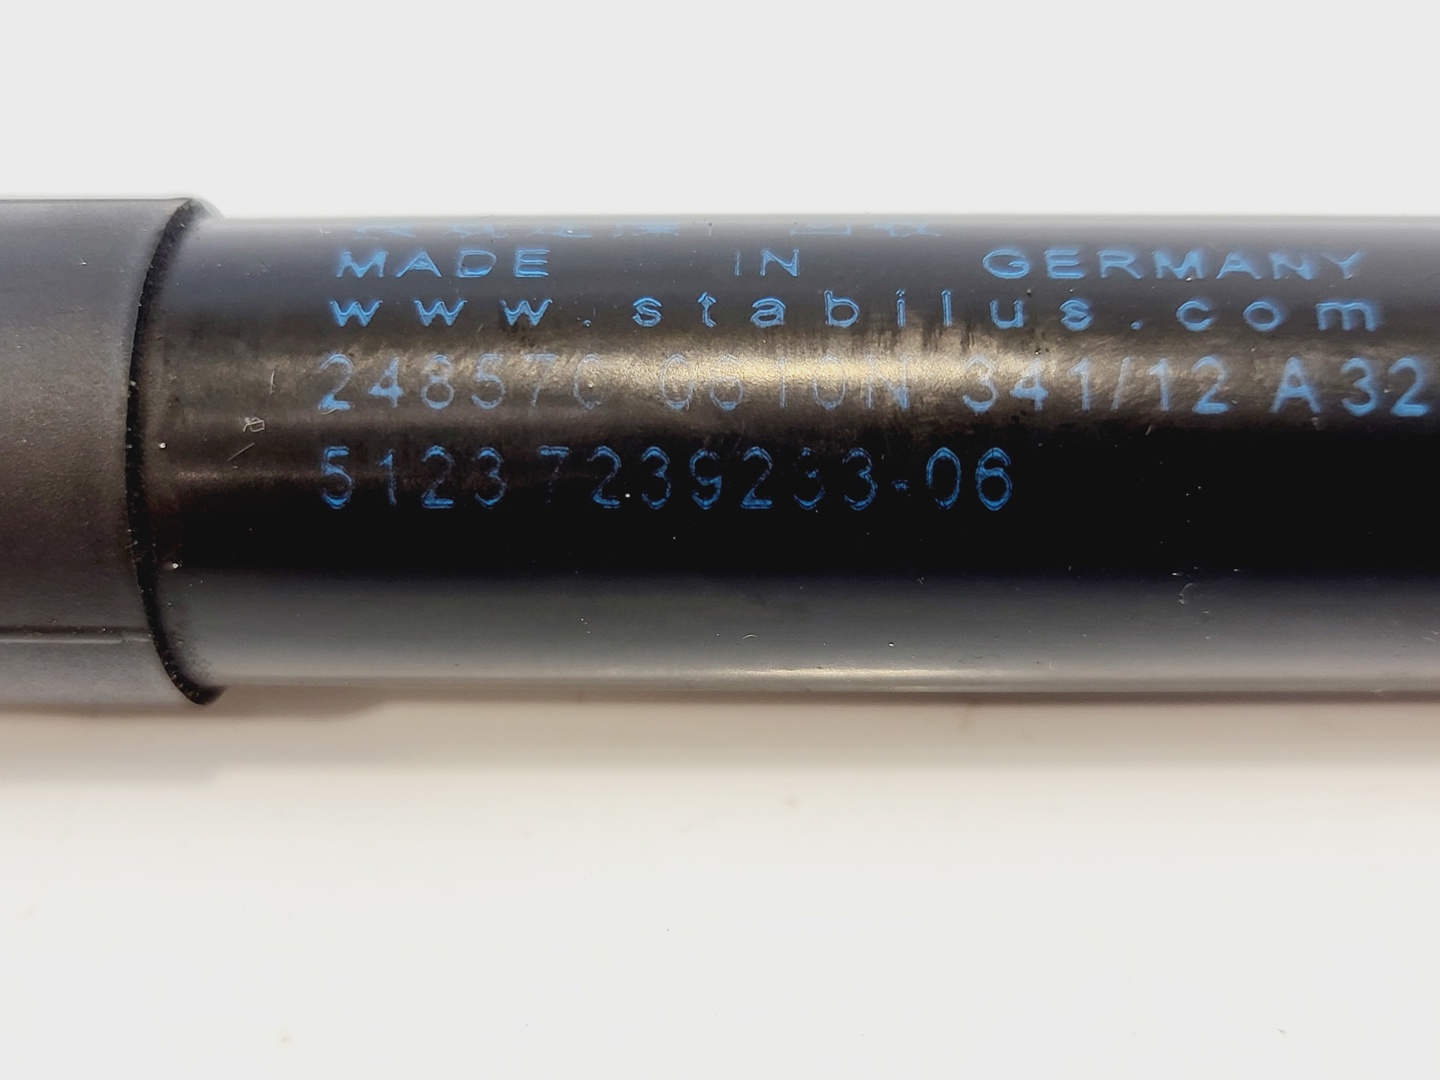 MADE IN GERMANY
www.stabilus.com
248570 0610N 341/12 A32
5123 7239233-06